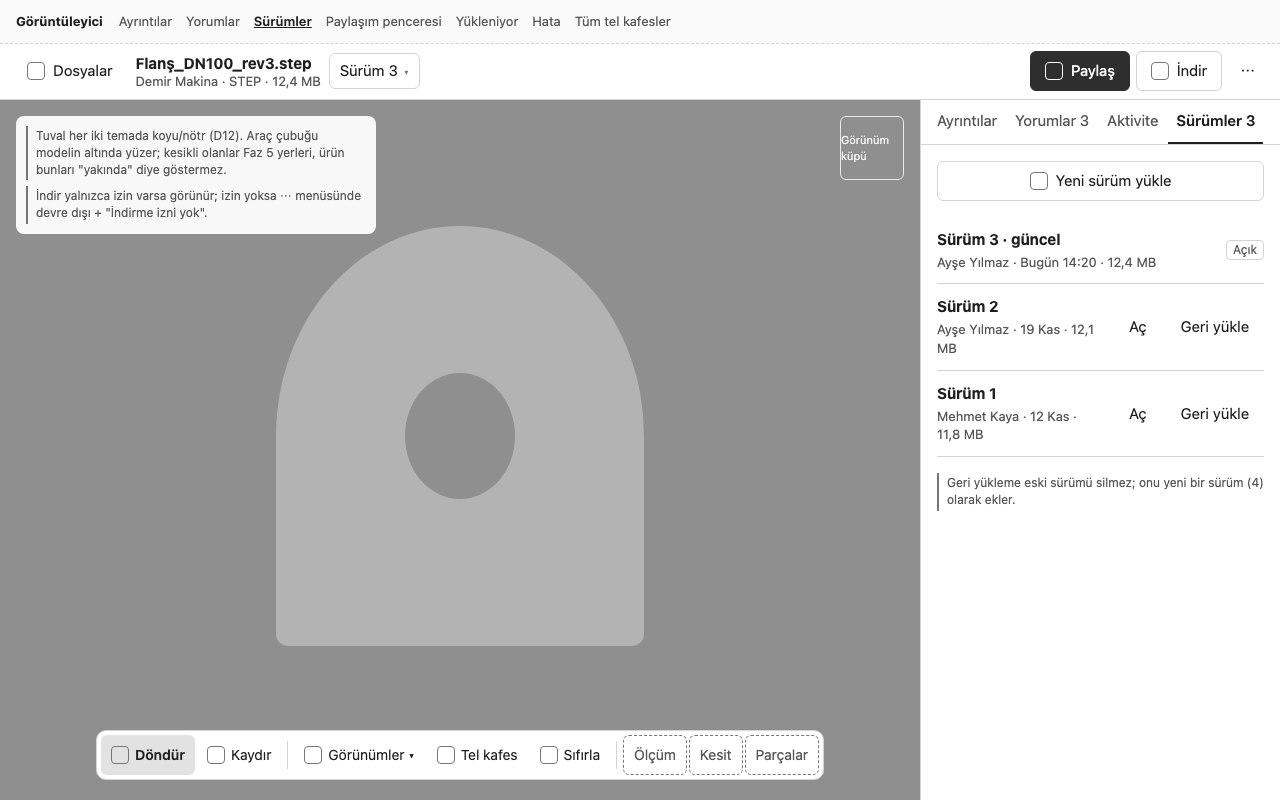 Görüntüleyici Ayrıntılar Yorumlar Sürümler Paylaşım penceresi Yükleniyor Hata Tüm tel kafesler
Dosyalar
Flanş_DN100_rev3.step
Demir Makina · STEP · 12,4 MB
Sürüm 3 ▾
Paylaş
İndir
···
Tuval her iki temada koyu/nötr (D12). Araç çubuğu
modelin altında yüzer; kesikli olanlar Faz 5 yerleri, ürün
bunları "yakında" diye göstermez.
İndir yalnızca izin varsa görünür; izin yoksa ··· menüsünde
devre dışı + "İndirme izni yok".
Görünüm
küpü
Ayrıntılar Yorumlar 3 Aktivite Sürümler 3
Yeni sürüm yükle
Sürüm 3 · güncel
Ayşe Yılmaz · Bugün 14:20 · 12,4 MB
Açık
Sürüm 2
Ayşe Yılmaz · 19 Kas · 12,1
MB
Aç
Geri yükle
Sürüm 1
Mehmet Kaya · 12 Kas ·
11,8 MB
Aç
Geri yükle
Geri yükleme eski sürümü silmez; onu yeni bir sürüm (4)
olarak ekler.
Döndür Kaydır Görünümler ▾ Tel kafes Sıfırla Ölçüm Kesit Parçalar